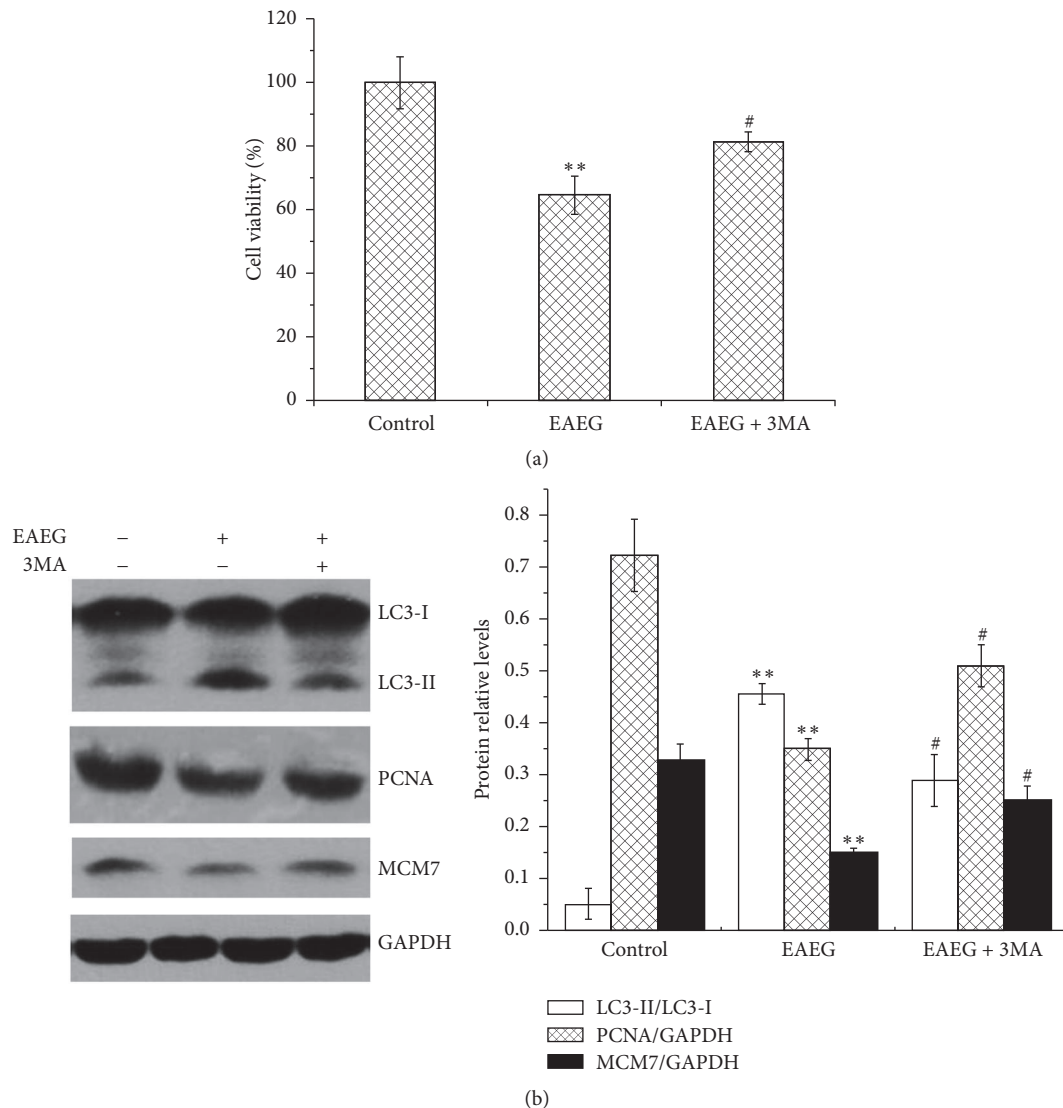 120
100
80
60
40
20
0
Cell viability (%)
**
#
Control
EAEG
EAEG + 3MA
(a)
EAEG − + +
3MA − − +
LC3-I
LC3-II
PCNA
MCM7
GAPDH
0.8
0.7
0.6
0.5
0.4
0.3
0.2
0.1
0.0
Protein relative levels
**
**
**
#
#
#
Control
EAEG
EAEG + 3MA
LC3-II/LC3-I
PCNA/GAPDH
MCM7/GAPDH
(b)